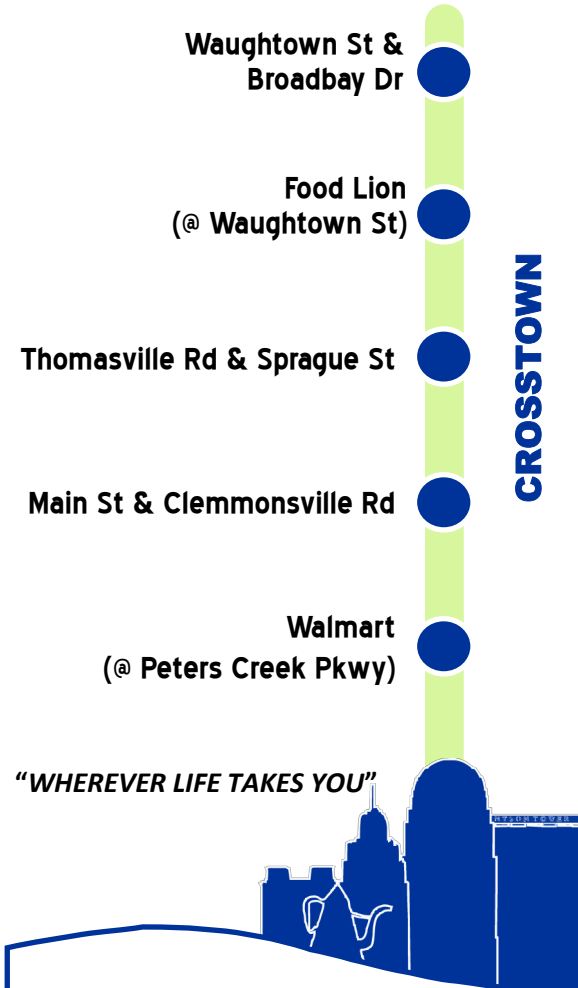 Waughtown St &
Broadbay Dr
Food Lion
(@ Waughtown St)
CROSSTOWN
Thomasville Rd & Sprague St
Main St & Clemmonsville Rd
Walmart
(@ Peters Creek Pkwy)
“WHEREVER LIFE TAKES YOU”